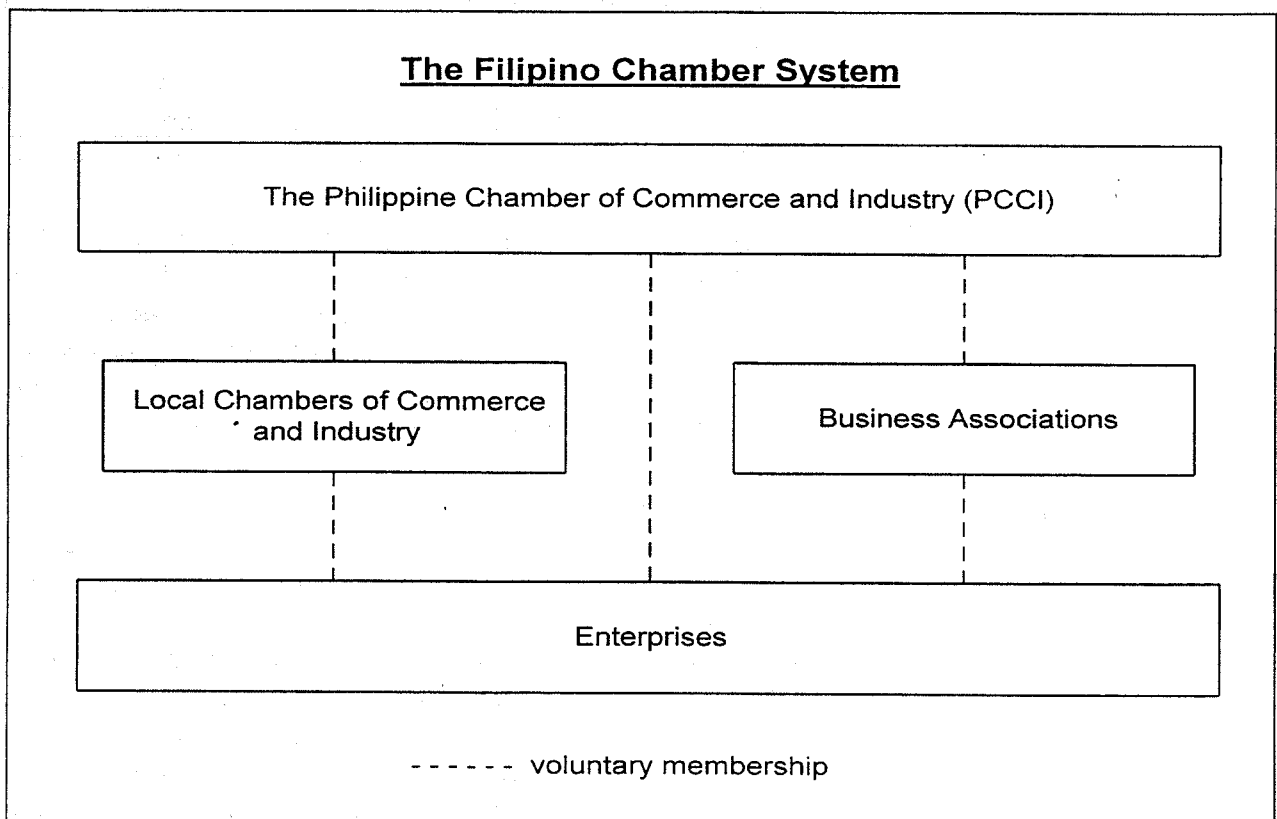 The Filipino Chamber System
The Philippine Chamber of Commerce and Industry (PCCI)
Local Chambers of Commerce
and Industry
Business Associations
Enterprises
------ voluntary membership